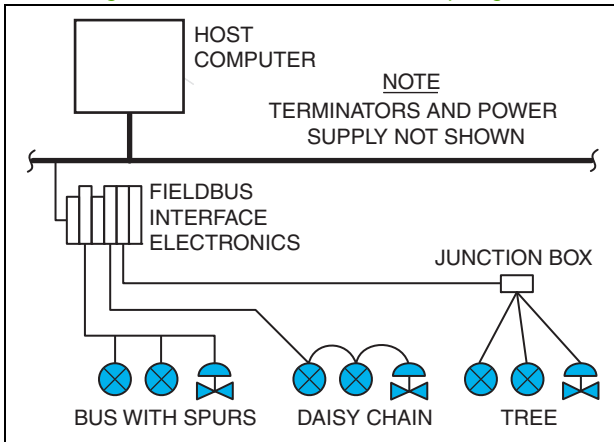 HOST
COMPUTER
NOTE
TERMINATORS AND POWER
SUPPLY NOT SHOWN
FIELDBUS
INTERFACE
ELECTRONICS
JUNCTION BOX
BUS WITH SPURS
DAISY CHAIN
TREE